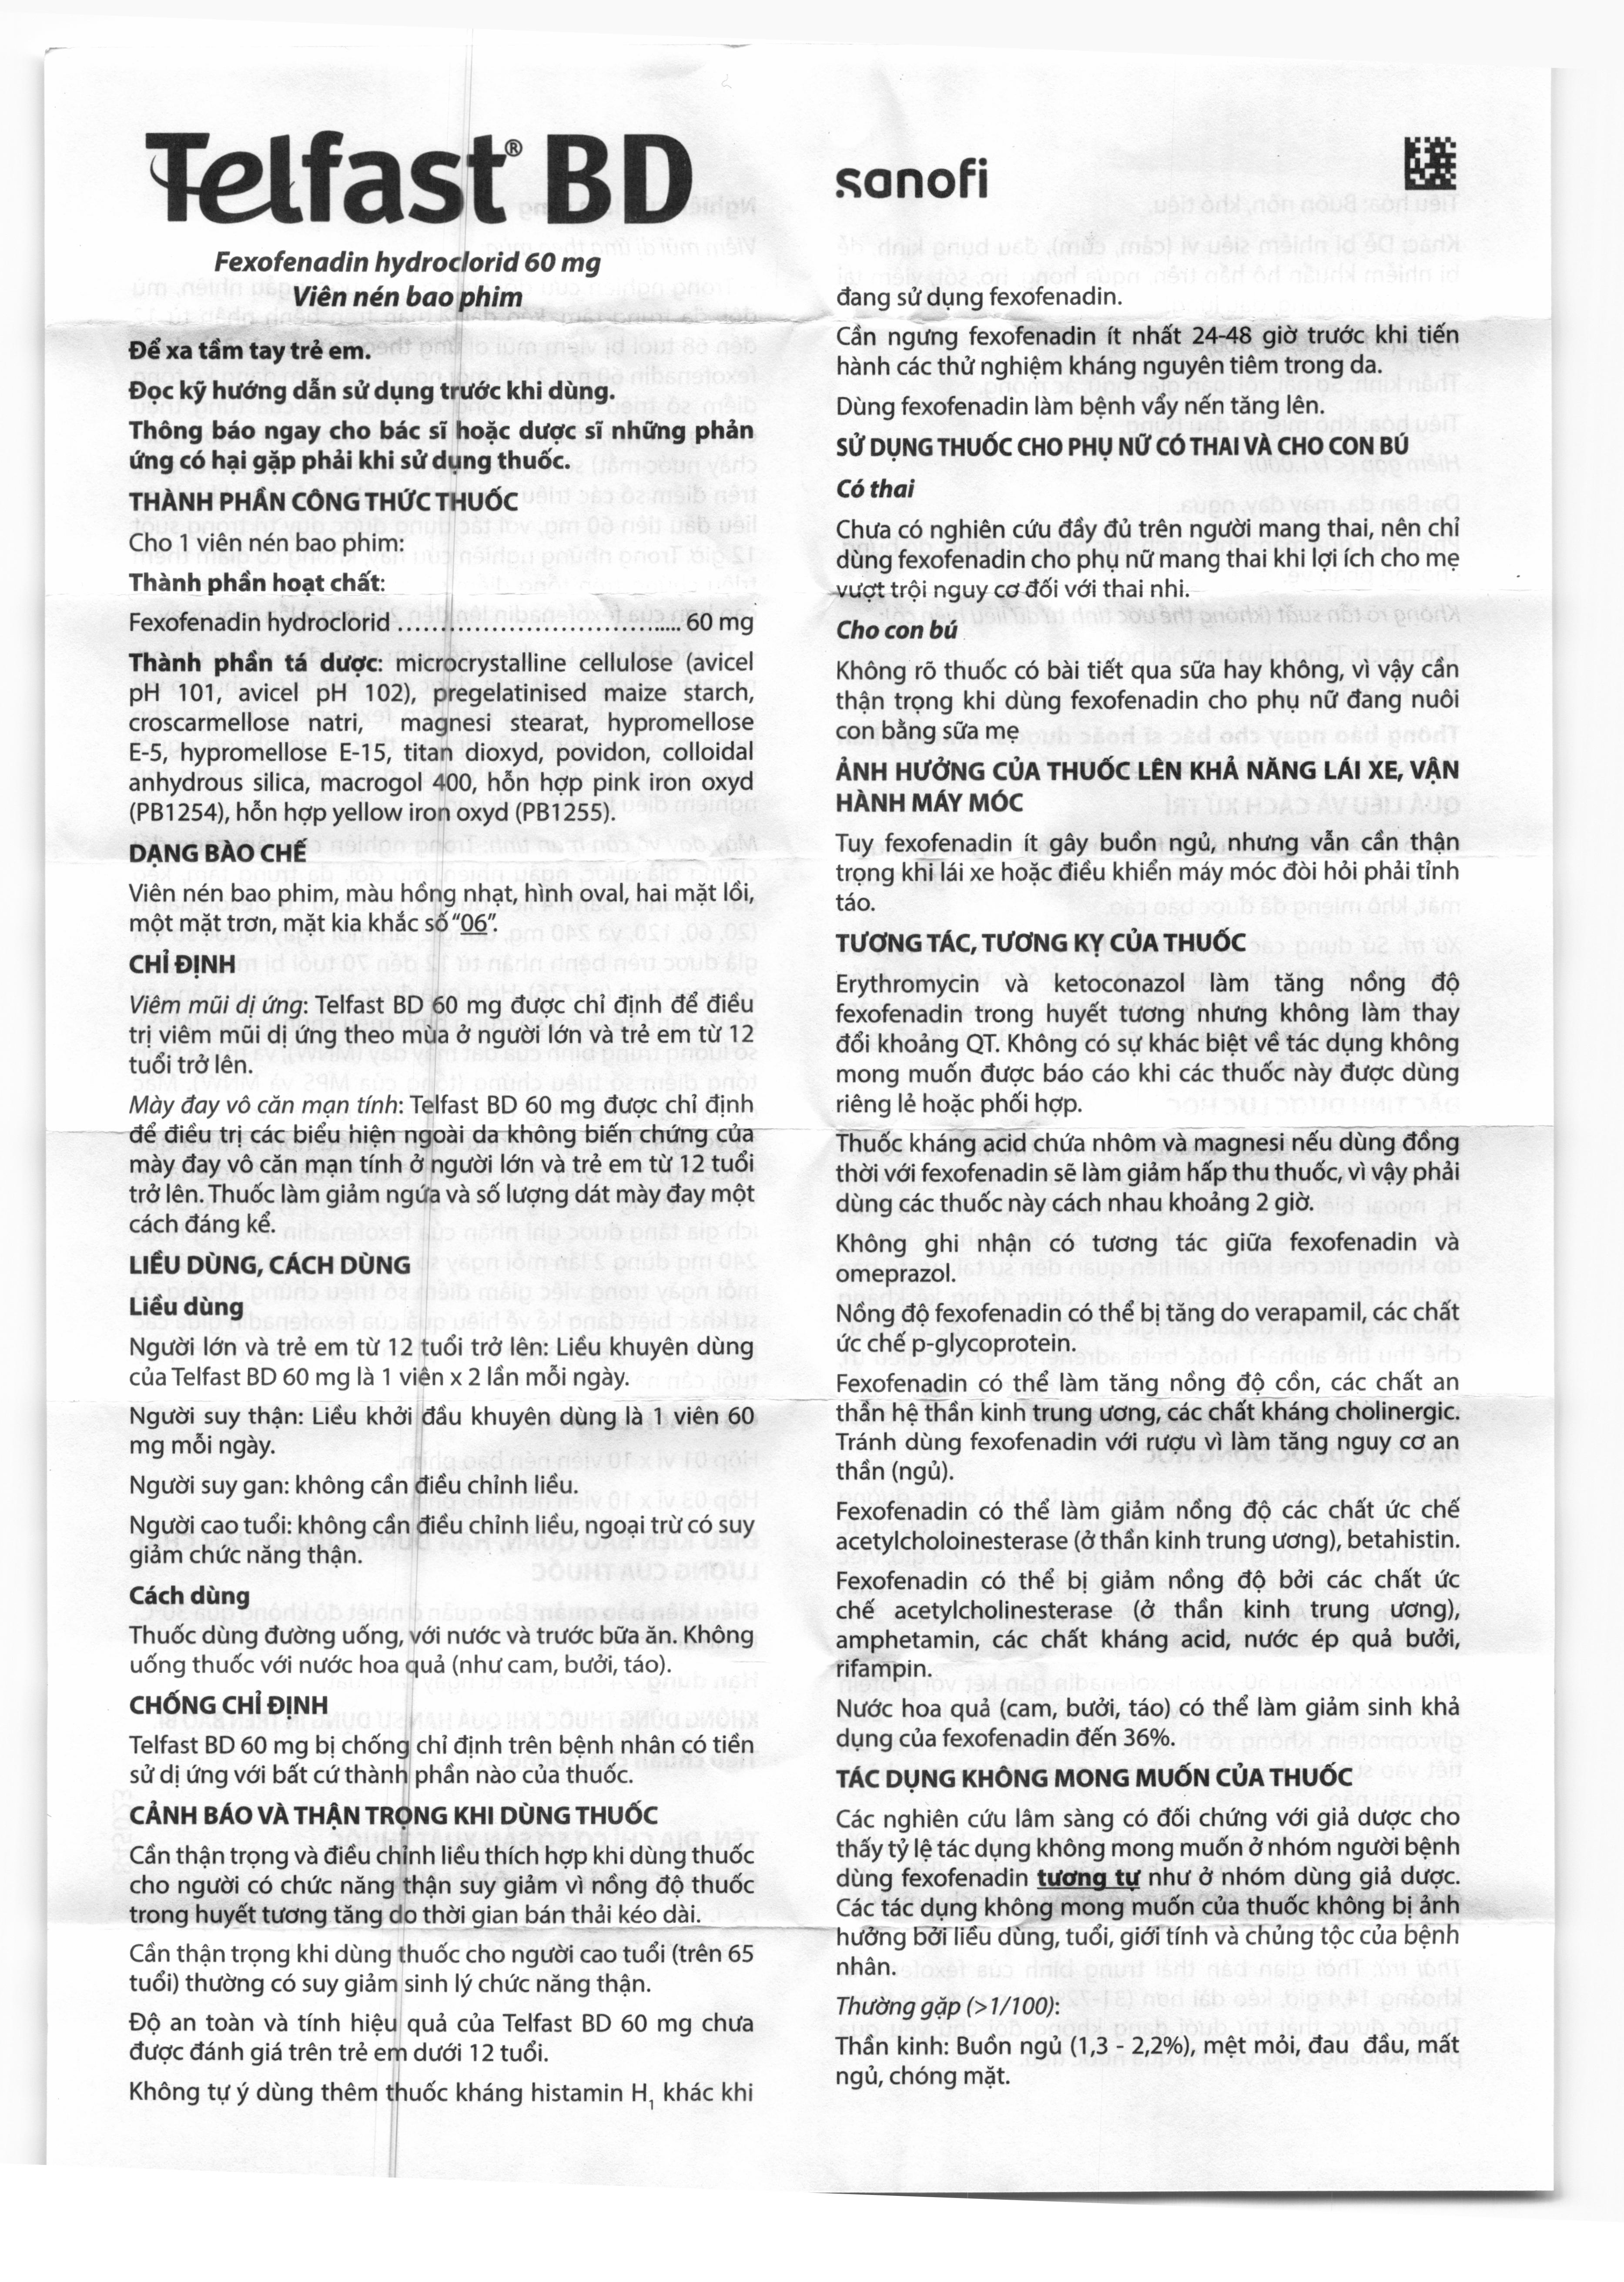 Telfast® BD
Fexofenadin hydroclorid 60 mg
Viên nén bao phim
Để xa tầm tay trẻ em.
Đọc kỹ hướng dẫn sử dụng trước khi dùng.
Thông báo ngay cho bác sĩ hoặc dược sĩ những phản
ứng có hại gặp phải khi sử dụng thuốc.
THÀNH PHẦN CÔNG THỨC THUỐC
Cho 1 viên nén bao phim:
Thành phần hoạt chất:
Fexofenadin hydroclorid .................................... 60 mg
Thành phần tá dược: microcrystalline cellulose (avicel
pH 101, avicel pH 102), pregelatinised maize starch,
croscarmellose natri, magnesi stearat, hypromellose
E-5, hypromellose E-15, titan dioxyd, povidon, colloidal
anhydrous silica, macrogol 400, hỗn hợp pink iron oxyd
(PB1254), hỗn hợp yellow iron oxyd (PB1255).
DẠNG BÀO CHẾ
Viên nén bao phim, màu hồng nhạt, hình oval, hai mặt lồi,
một mặt trơn, mặt kia khắc số “06”.
CHỈ ĐỊNH
Viêm mũi dị ứng: Telfast BD 60 mg được chỉ định để điều
trị viêm mũi dị ứng theo mùa ở người lớn và trẻ em từ 12
tuổi trở lên.
Mày đay vô căn mạn tính: Telfast BD 60 mg được chỉ định
để điều trị các biểu hiện ngoài da không biến chứng của
mày đay vô căn mạn tính ở người lớn và trẻ em từ 12 tuổi
trở lên. Thuốc làm giảm ngứa và số lượng dát mày đay một
cách đáng kể.
LIỀU DÙNG, CÁCH DÙNG
Liều dùng
Người lớn và trẻ em từ 12 tuổi trở lên: Liều khuyên dùng
của Telfast BD 60 mg là 1 viên x 2 lần mỗi ngày.
Người suy thận: Liều khởi đầu khuyên dùng là 1 viên 60
mg mỗi ngày.
Người suy gan: không cần điều chỉnh liều.
Người cao tuổi: không cần điều chỉnh liều, ngoại trừ có suy
giảm chức năng thận.
Cách dùng
Thuốc dùng đường uống, với nước và trước bữa ăn. Không
uống thuốc với nước hoa quả (như cam, bưởi, táo).
CHỐNG CHỈ ĐỊNH
Telfast BD 60 mg bị chống chỉ định trên bệnh nhân có tiền
sử dị ứng với bất cứ thành phần nào của thuốc.
CẢNH BÁO VÀ THẬN TRỌNG KHI DÙNG THUỐC
Cần thận trọng và điều chỉnh liều thích hợp khi dùng thuốc
cho người có chức năng thận suy giảm vì nồng độ thuốc
trong huyết tương tăng do thời gian bán thải kéo dài.
Cần thận trọng khi dùng thuốc cho người cao tuổi (trên 65
tuổi) thường có suy giảm sinh lý chức năng thận.
Độ an toàn và tính hiệu quả của Telfast BD 60 mg chưa
được đánh giá trên trẻ em dưới 12 tuổi.
Không tự ý dùng thêm thuốc kháng histamin H₁ khác khi
sanofi
đang sử dụng fexofenadin.
Cần ngưng fexofenadin ít nhất 24-48 giờ trước khi tiến
hành các thử nghiệm kháng nguyên tiêm trong da.
Dùng fexofenadin làm bệnh vẩy nến tăng lên.
SỬ DỤNG THUỐC CHO PHỤ NỮ CÓ THAI VÀ CHO CON BÚ
Có thai
Chưa có nghiên cứu đầy đủ trên người mang thai, nên chỉ
dùng fexofenadin cho phụ nữ mang thai khi lợi ích cho mẹ
vượt trội nguy cơ đối với thai nhi.
Cho con bú
Không rõ thuốc có bài tiết qua sữa hay không, vì vậy cần
thận trọng khi dùng fexofenadin cho phụ nữ đang nuôi
con bằng sữa mẹ
ẢNH HƯỞNG CỦA THUỐC LÊN KHẢ NĂNG LÁI XE, VẬN
HÀNH MÁY MÓC
Tuy fexofenadin ít gây buồn ngủ, nhưng vẫn cần thận
trọng khi lái xe hoặc điều khiển máy móc đòi hỏi phải tỉnh
táo.
TƯƠNG TÁC, TƯƠNG KỴ CỦA THUỐC
Erythromycin và ketoconazol làm tăng nồng độ
fexofenadin trong huyết tương nhưng không làm thay
đổi khoảng QT. Không có sự khác biệt về tác dụng không
mong muốn được báo cáo khi các thuốc này được dùng
riêng lẻ hoặc phối hợp.
Thuốc kháng acid chứa nhôm và magnesi nếu dùng đồng
thời với fexofenadin sẽ làm giảm hấp thu thuốc, vì vậy phải
dùng các thuốc này cách nhau khoảng 2 giờ.
Không ghi nhận có tương tác giữa fexofenadin và
omeprazol.
Nồng độ fexofenadin có thể bị tăng do verapamil, các chất
ức chế p-glycoprotein.
Fexofenadin có thể làm tăng nồng độ cồn, các chất an
thần hệ thần kinh trung ương, các chất kháng cholinergic.
Tránh dùng fexofenadin với rượu vì làm tăng nguy cơ an
thần (ngủ).
Fexofenadin có thể làm giảm nồng độ các chất ức chế
acetylcholoinesterase (ở thần kinh trung ương), betahistin.
Fexofenadin có thể bị giảm nồng độ bởi các chất ức
chế acetylcholinesterase (ở thần kinh trung ương),
amphetamin, các chất kháng acid, nước ép quả bưởi,
rifampin.
Nước hoa quả (cam, bưởi, táo) có thể làm giảm sinh khả
dụng của fexofenadin đến 36%.
TÁC DỤNG KHÔNG MONG MUỐN CỦA THUỐC
Các nghiên cứu lâm sàng có đối chứng với giả dược cho
thấy tỷ lệ tác dụng không mong muốn ở nhóm người bệnh
dùng fexofenadin tương tự như ở nhóm dùng giả dược.
Các tác dụng không mong muốn của thuốc không bị ảnh
hưởng bởi liều dùng, tuổi, giới tính và chủng tộc của bệnh
nhân.
Thường gặp (>1/100):
Thần kinh: Buồn ngủ (1,3 - 2,2%), mệt mỏi, đau đầu, mất
ngủ, chóng mặt.